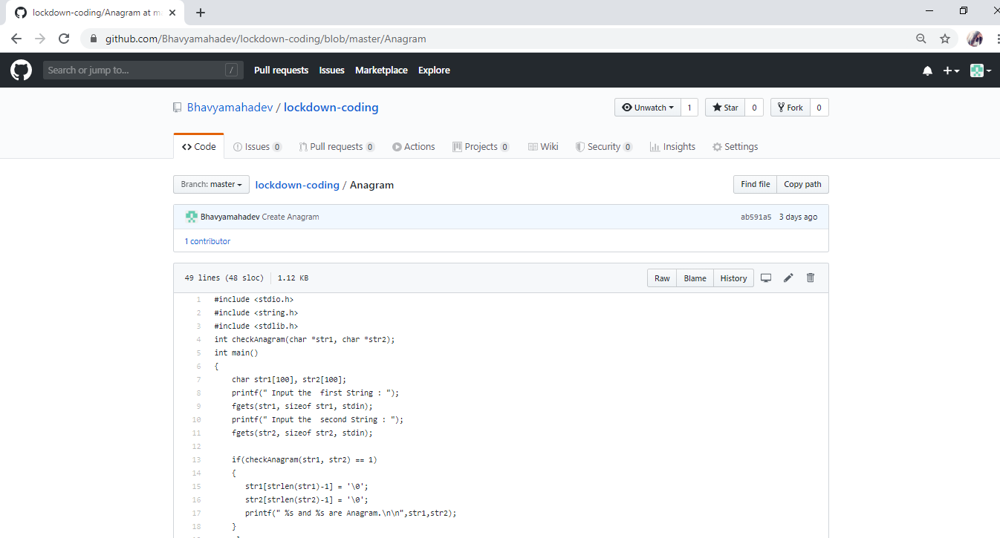 lockdown-coding/Anagram at m
github.com/Bhavyamahadev/lockdown-coding/blob/master/Anagram
Search or jump to... / Pull requests Issues Marketplace Explore
Bhavyamahadev / lockdown-coding Unwatch 1 Star 0 Fork 0
Code Issues 0 Pull requests 0 Actions Projects 0 Wiki Security 0 Insights Settings
Branch: master lockdown-coding / Anagram Find file Copy path
Bhavyamahadev Create Anagram ab591a5 3 days ago
1 contributor
49 lines (48 sloc) 1.12 KB Raw Blame History
1 #include <stdio.h>
2 #include <string.h>
3 #include <stdlib.h>
4 int checkAnagram(char *str1, char *str2);
5 int main()
6 {
7 char str1[100], str2[100];
8 printf(" Input the  first String : ");
9 fgets(str1, sizeof str1, stdin);
10 printf(" Input the  second String : ");
11 fgets(str2, sizeof str2, stdin);
12
13 if(checkAnagram(str1, str2) == 1)
14 {
15 str1[strlen(str1)-1] = '\0';
16 str2[strlen(str2)-1] = '\0';
17 printf(" %s and %s are Anagram.\n\n",str1,str2);
18 }